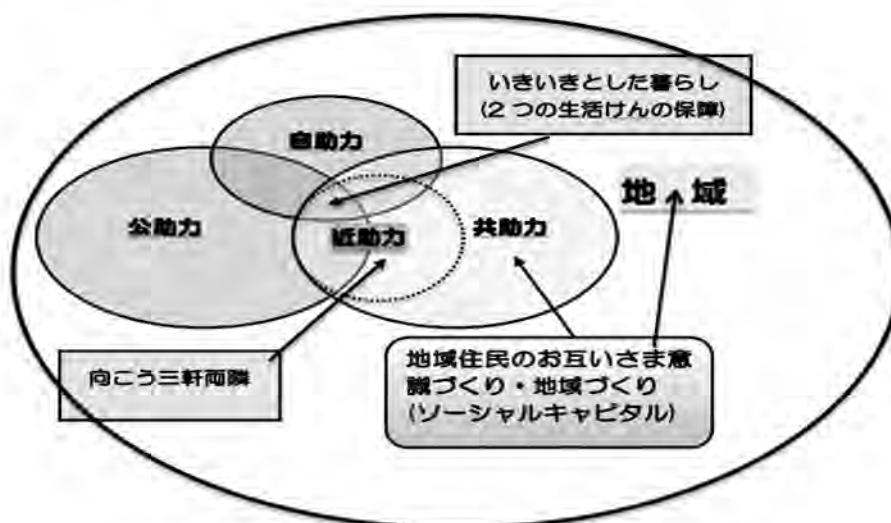 いきいきとした暮らし
(2つの生活けんの保障)
自助力
地 域
公助力
近助力
共助力
向こう三軒両隣
地域住民のお互いさま意
識づくり・地域づくり
(ソーシャルキャピタル)